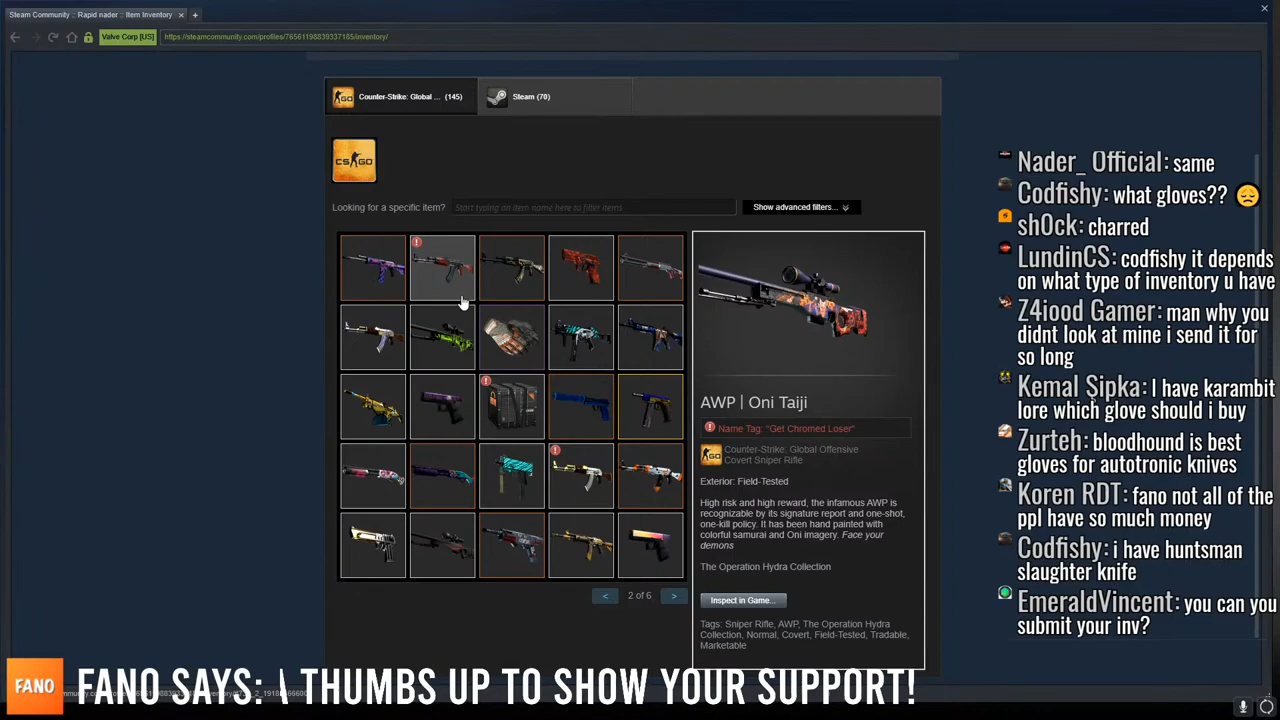 Steam Community :: Rapid nader :: Item Inventory
Valve Corp [US]
https://steamcommunity.com/profiles/76561198839337185/inventory/
Counter-Strike: Global ... (145)
Steam (70)
CS GO
Looking for a specific item?
Start typing an item name here to filter items
Show advanced filters...
AWP | Oni Taiji
Name Tag: "Get Chromed Loser"
Counter-Strike: Global Offensive
Covert Sniper Rifle
Exterior: Field-Tested
High risk and high reward, the infamous AWP is
recognizable by its signature report and one-shot,
one-kill policy. It has been hand painted with
colorful samurai and Oni imagery. Face your
demons
The Operation Hydra Collection
Inspect in Game...
Tags: Sniper Rifle, AWP, The Operation Hydra
Collection, Normal, Covert, Field-Tested, Tradable,
Marketable
< 2 of 6 >
Nader_ Official: same
Codfishy: what gloves?? 😞
sh0ck: charred
LundinCS: codfishy it depends
on what type of inventory u have
Z4iood Gamer: man why you
didnt look at mine i send it for
so long
Kemal Şipka: I have karambit
lore which glove should i buy
Zurteh: bloodhound is best
gloves for autotronic knives
Koren RDT: fano not all of the
ppl have so much money
Codfishy: i have huntsman
slaughter knife
EmeraldVincent: you can you
submit your inv?
FANO
FANO SAYS: A THUMBS UP TO SHOW YOUR SUPPORT!